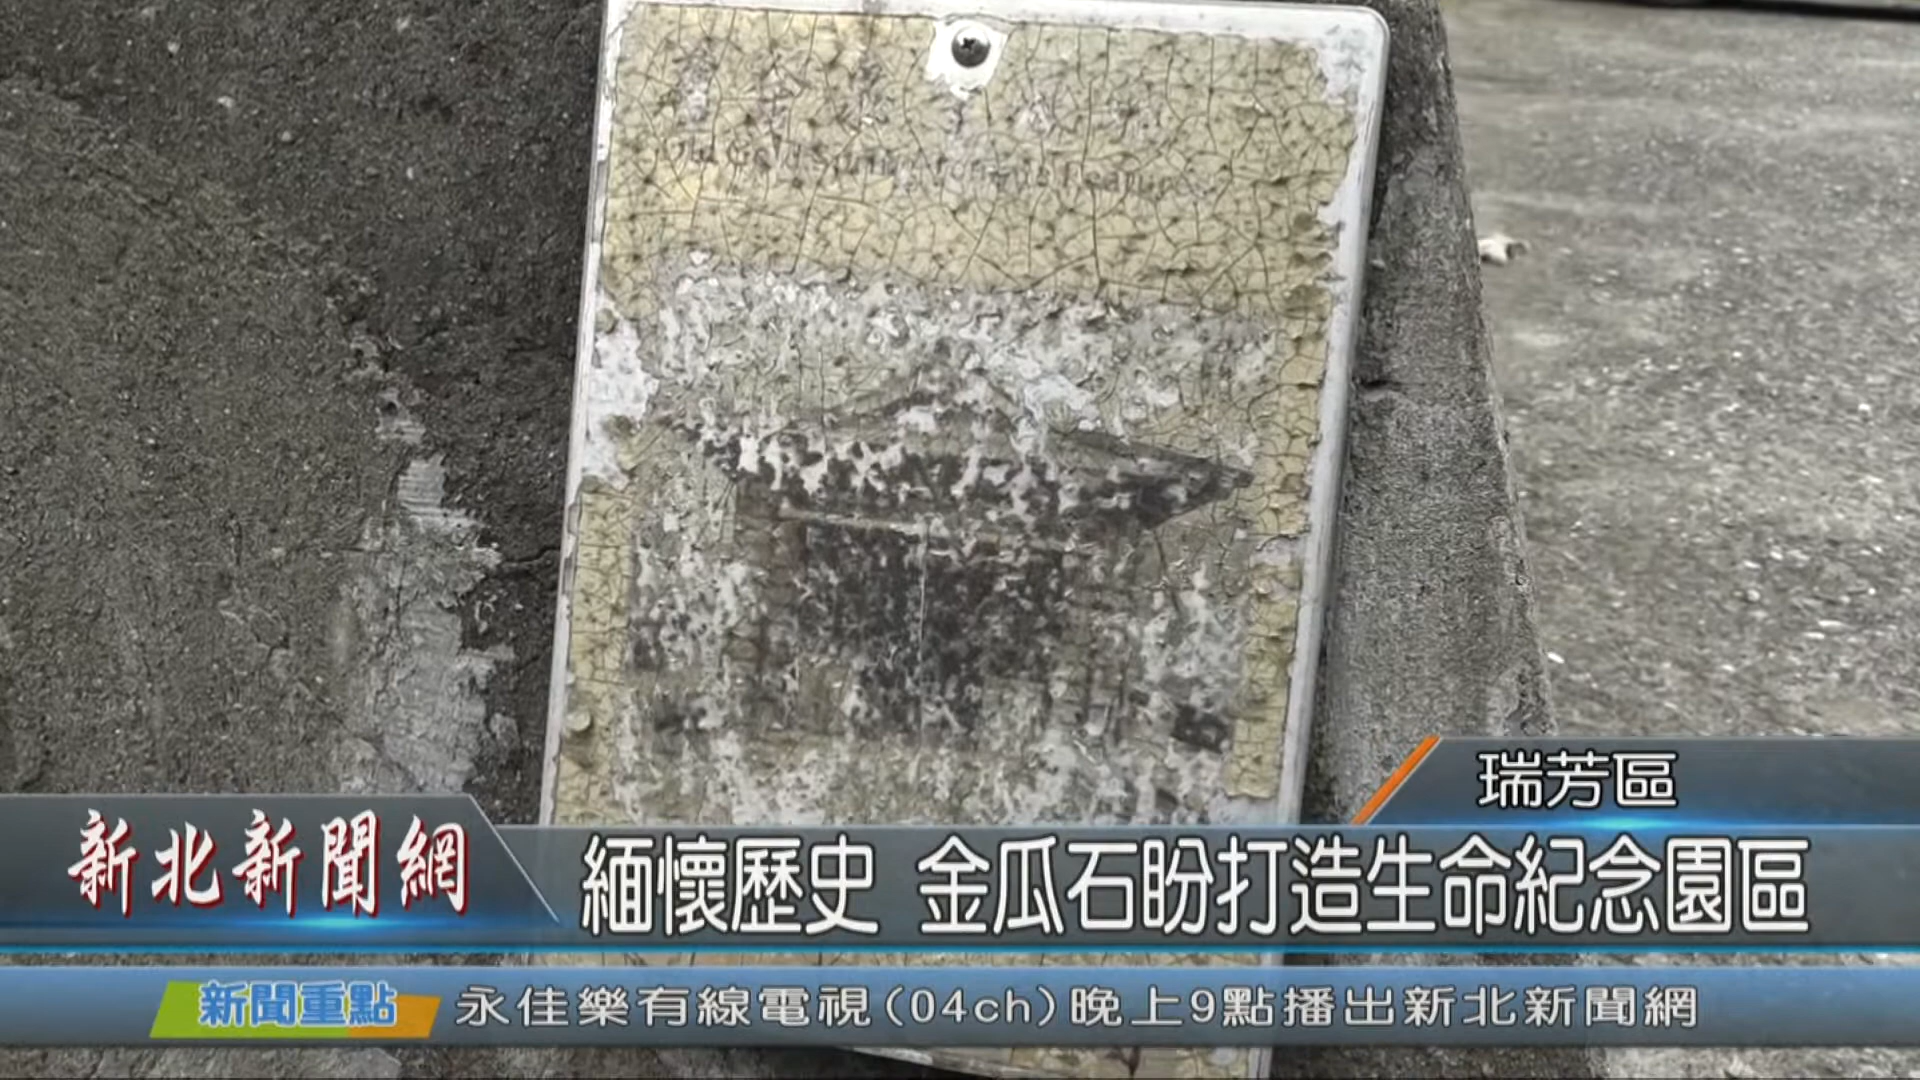 瑞芳區
新北新聞網
緬懷歷史 金瓜石盼打造生命紀念園區
新聞重點
永佳樂有線電視(04ch)晚上9點播出新北新聞網